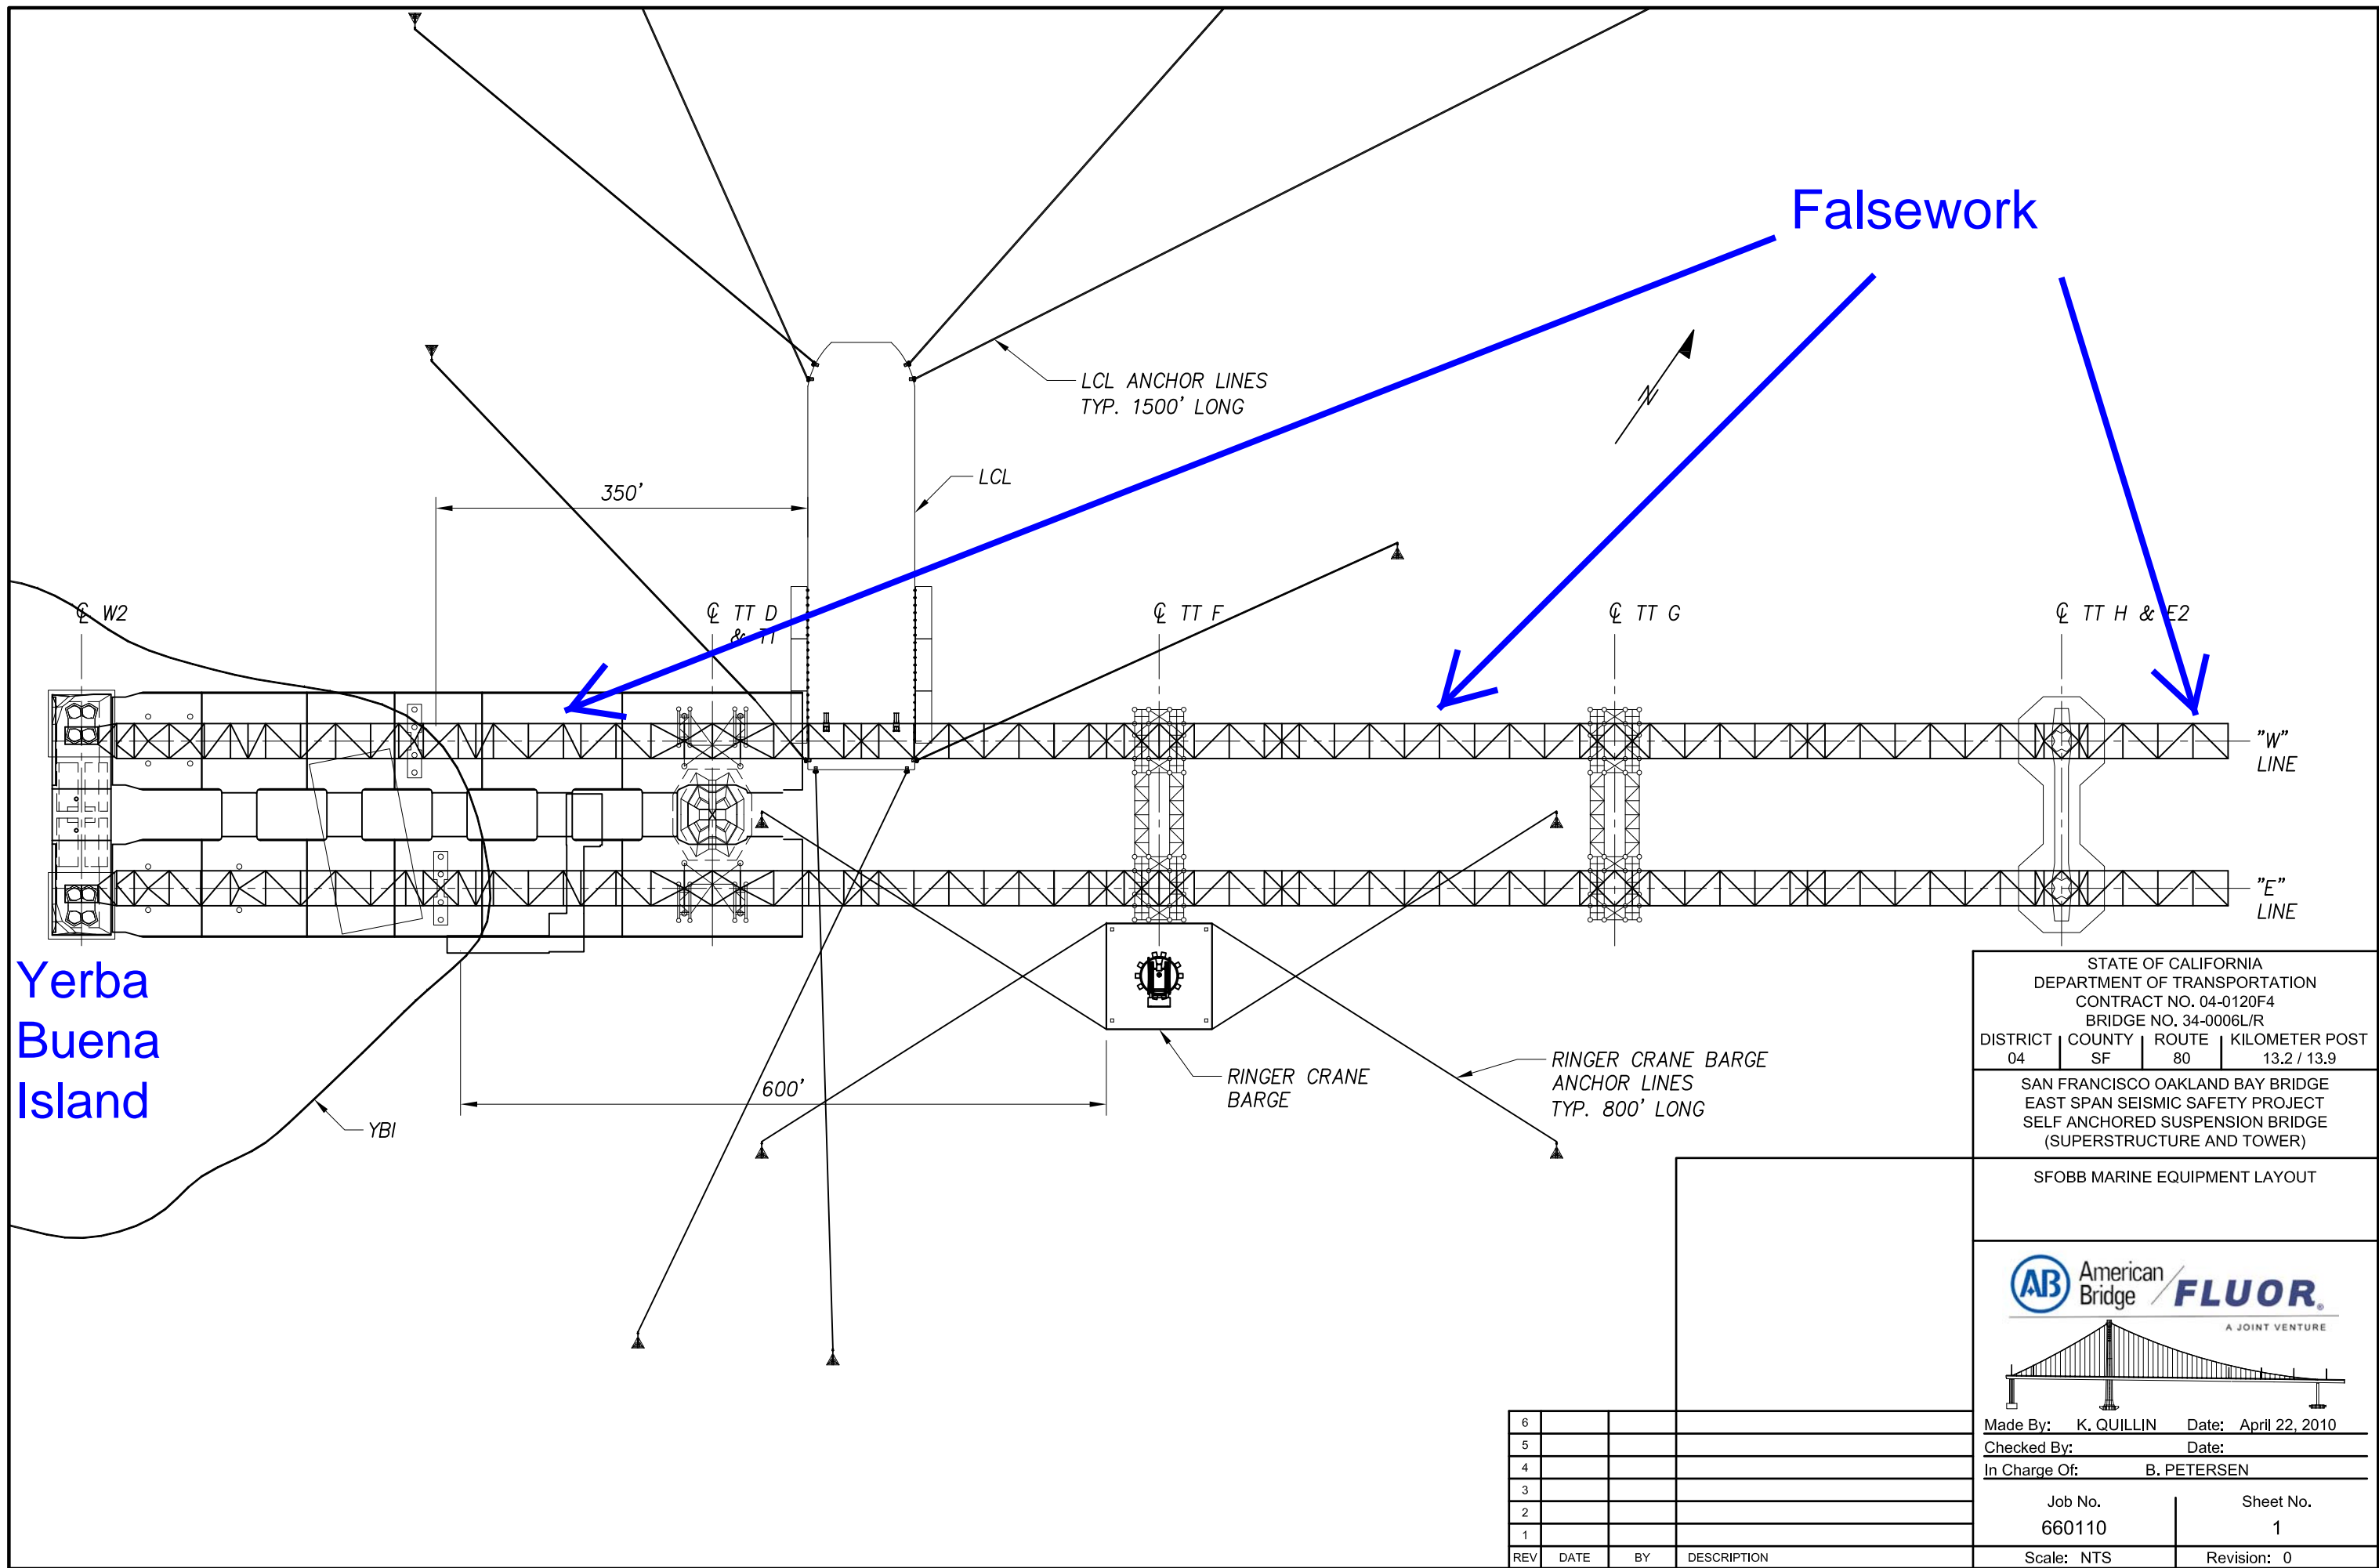 Falsework
LCL ANCHOR LINES
TYP. 1500' LONG
N
LCL
350'
℄ W2
℄ TT D
& T1
℄ TT F
℄ TT G
℄ TT H & E2
"W"
LINE
"E"
LINE
Yerba
Buena
Island
YBI
600'
RINGER CRANE
BARGE
RINGER CRANE BARGE
ANCHOR LINES
TYP. 800' LONG
STATE OF CALIFORNIA
DEPARTMENT OF TRANSPORTATION
CONTRACT NO. 04-0120F4
BRIDGE NO. 34-0006L/R
DISTRICT COUNTY ROUTE KILOMETER POST
04 SF 80 13.2 / 13.9
SAN FRANCISCO OAKLAND BAY BRIDGE
EAST SPAN SEISMIC SAFETY PROJECT
SELF ANCHORED SUSPENSION BRIDGE
(SUPERSTRUCTURE AND TOWER)
SFOBB MARINE EQUIPMENT LAYOUT
AB American Bridge / FLUOR®
A JOINT VENTURE
Made By: K. QUILLIN Date: April 22, 2010
Checked By: Date:
In Charge Of: B. PETERSEN
Job No. Sheet No.
660110 1
Scale: NTS Revision: 0
6
5
4
3
2
1
REV DATE BY DESCRIPTION